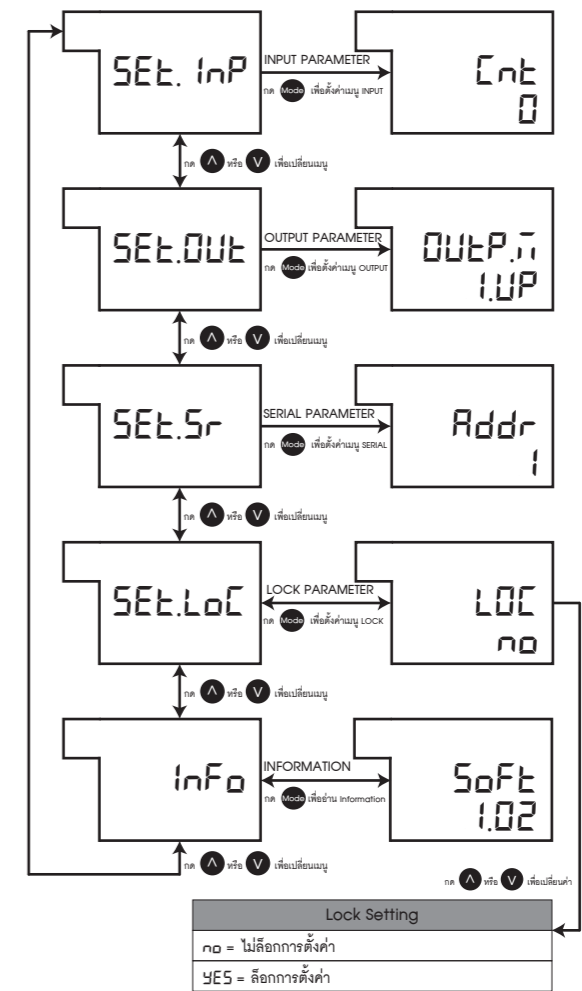 SEt. InP
INPUT PARAMETER
กด Mode เพื่อตั้งค่าเมนู INPUT
Cnt
0
กด ∧ หรือ ∨ เพื่อเปลี่ยนเมนู
SEt.OUt
OUTPUT PARAMETER
กด Mode เพื่อตั้งค่าเมนู OUTPUT
OUtP.m
1.UP
กด ∧ หรือ ∨ เพื่อเปลี่ยนเมนู
SEt.Sr
SERIAL PARAMETER
กด Mode เพื่อตั้งค่าเมนู SERIAL
Addr
1
กด ∧ หรือ ∨ เพื่อเปลี่ยนเมนู
SEt.LoC
LOCK PARAMETER
กด Mode เพื่อตั้งค่าเมนู LOCK
LOC
no
กด ∧ หรือ ∨ เพื่อเปลี่ยนเมนู
InFo
INFORMATION
กด Mode เพื่ออ่าน Information
SoFt
1.02
กด ∧ หรือ ∨ เพื่อเปลี่ยนเมนู
กด ∧ หรือ ∨ เพื่อเปลี่ยนค่า
Lock Setting
no = ไม่ล็อกการตั้งค่า
YES = ล็อกการตั้งค่า